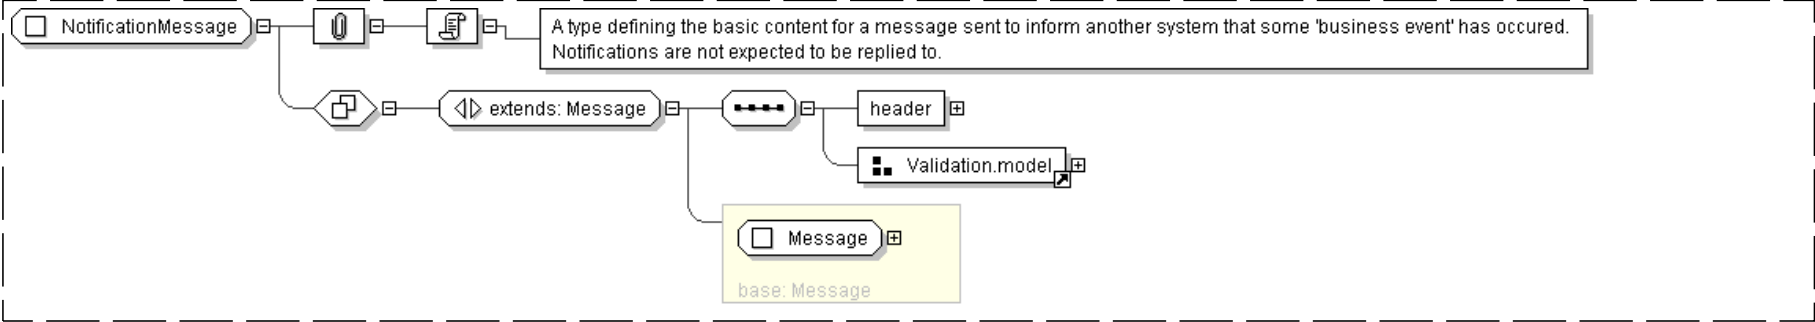 NotificationMessage
A type defining the basic content for a message sent to inform another system that some 'business event' has occured.
Notifications are not expected to be replied to.
extends: Message
header
Validation.model
Message
base: Message